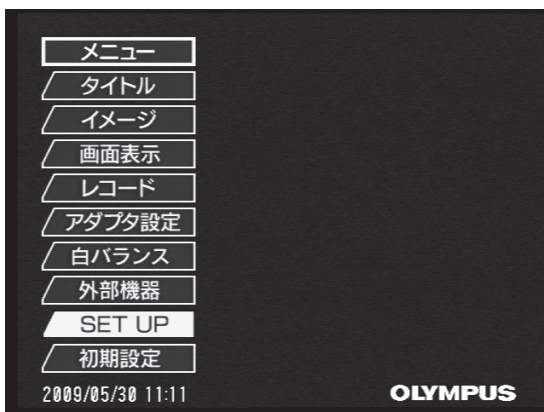 メニュー
タイトル
イメージ
画面表示
レコード
アダプタ設定
白バランス
外部機器
SET UP
初期設定
2009/05/30 11:11
OLYMPUS